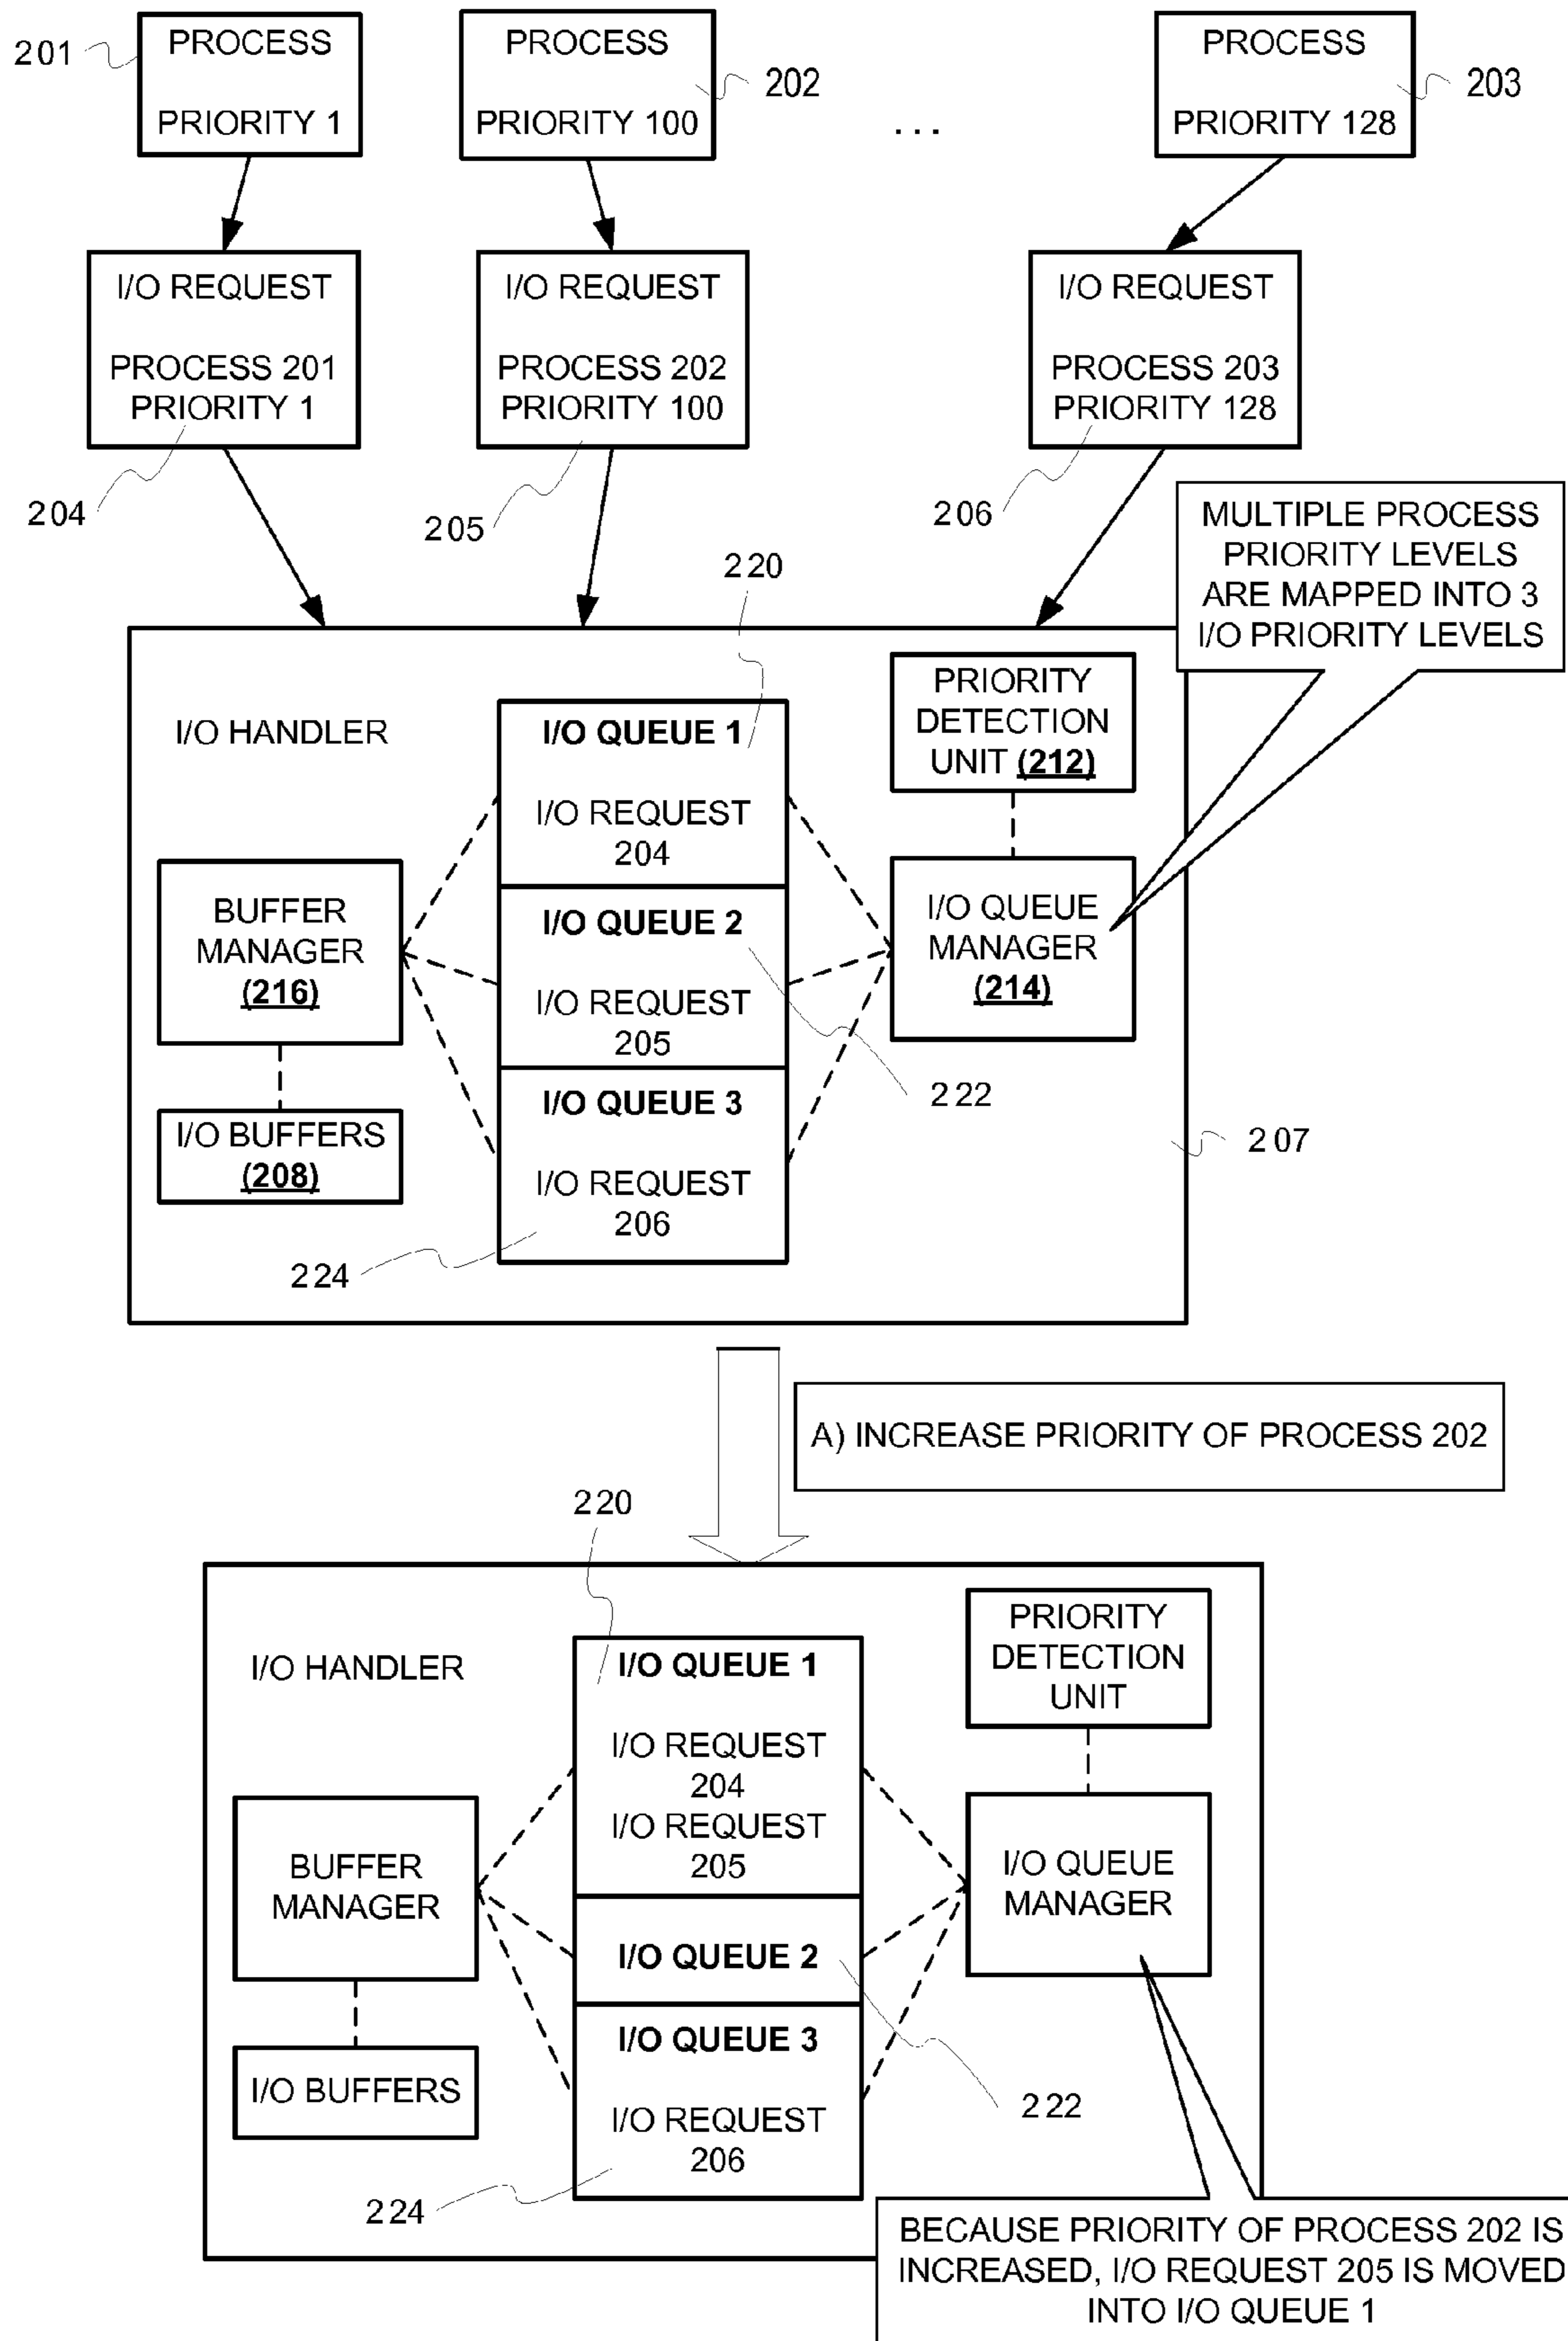 201
PROCESS
PRIORITY 1
PROCESS
PRIORITY 100
202
...
PROCESS
PRIORITY 128
203
I/O REQUEST
PROCESS 201
PRIORITY 1
204
I/O REQUEST
PROCESS 202
PRIORITY 100
205
I/O REQUEST
PROCESS 203
PRIORITY 128
206
MULTIPLE PROCESS
PRIORITY LEVELS
ARE MAPPED INTO 3
I/O PRIORITY LEVELS
220
I/O HANDLER
I/O QUEUE 1
I/O REQUEST
204
I/O QUEUE 2
I/O REQUEST
205
I/O QUEUE 3
I/O REQUEST
206
PRIORITY
DETECTION
UNIT (212)
BUFFER
MANAGER
(216)
I/O QUEUE
MANAGER
(214)
I/O BUFFERS
(208)
222
207
224
A) INCREASE PRIORITY OF PROCESS 202
220
I/O HANDLER
I/O QUEUE 1
I/O REQUEST
204
I/O REQUEST
205
I/O QUEUE 2
I/O QUEUE 3
I/O REQUEST
206
PRIORITY
DETECTION
UNIT
BUFFER
MANAGER
I/O QUEUE
MANAGER
I/O BUFFERS
222
224
BECAUSE PRIORITY OF PROCESS 202 IS
INCREASED, I/O REQUEST 205 IS MOVED
INTO I/O QUEUE 1